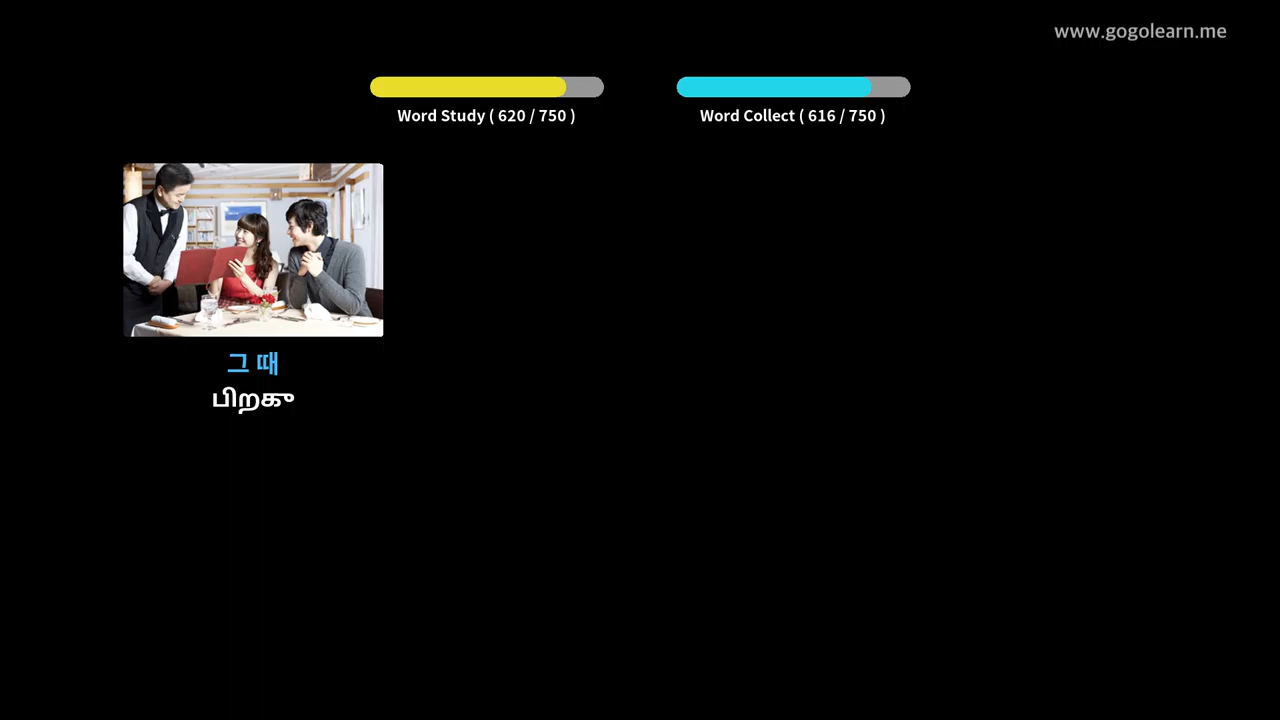 www.gogolearn.me
Word Study ( 620 / 750 )
Word Collect ( 616 / 750 )
그 때
பிறகு